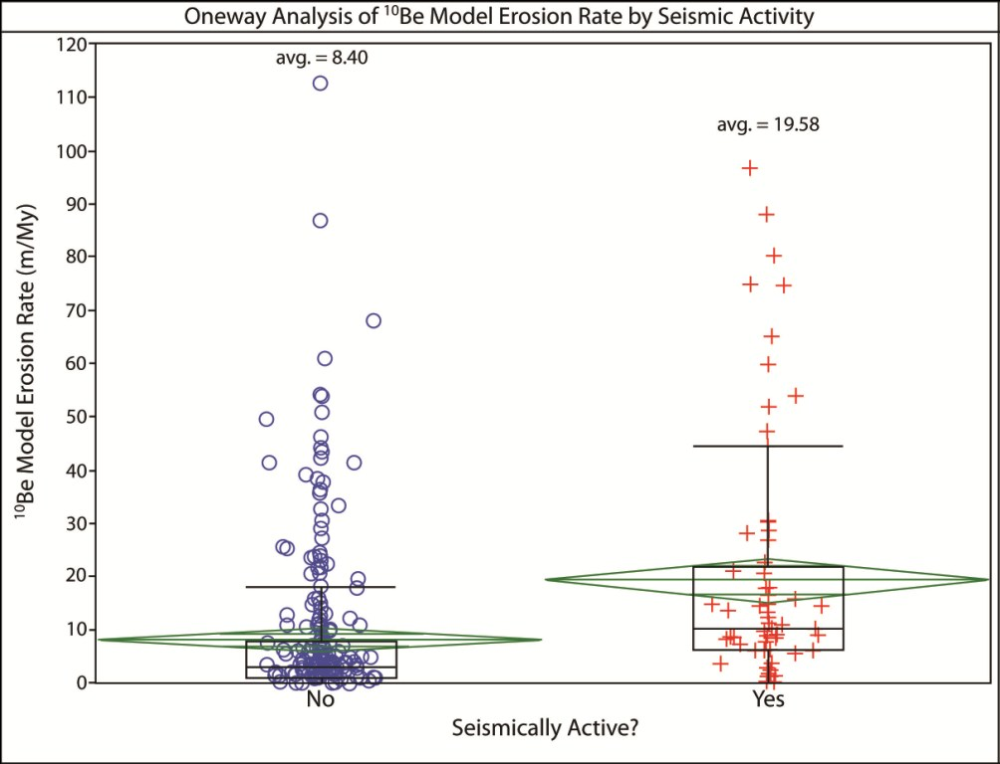 Oneway Analysis of ¹⁰Be Model Erosion Rate by Seismic Activity
avg. = 8.40
avg. = 19.58
¹⁰Be Model Erosion Rate (m/My)
120
110
100
90
80
70
60
50
40
30
20
10
0
No
Yes
Seismically Active?